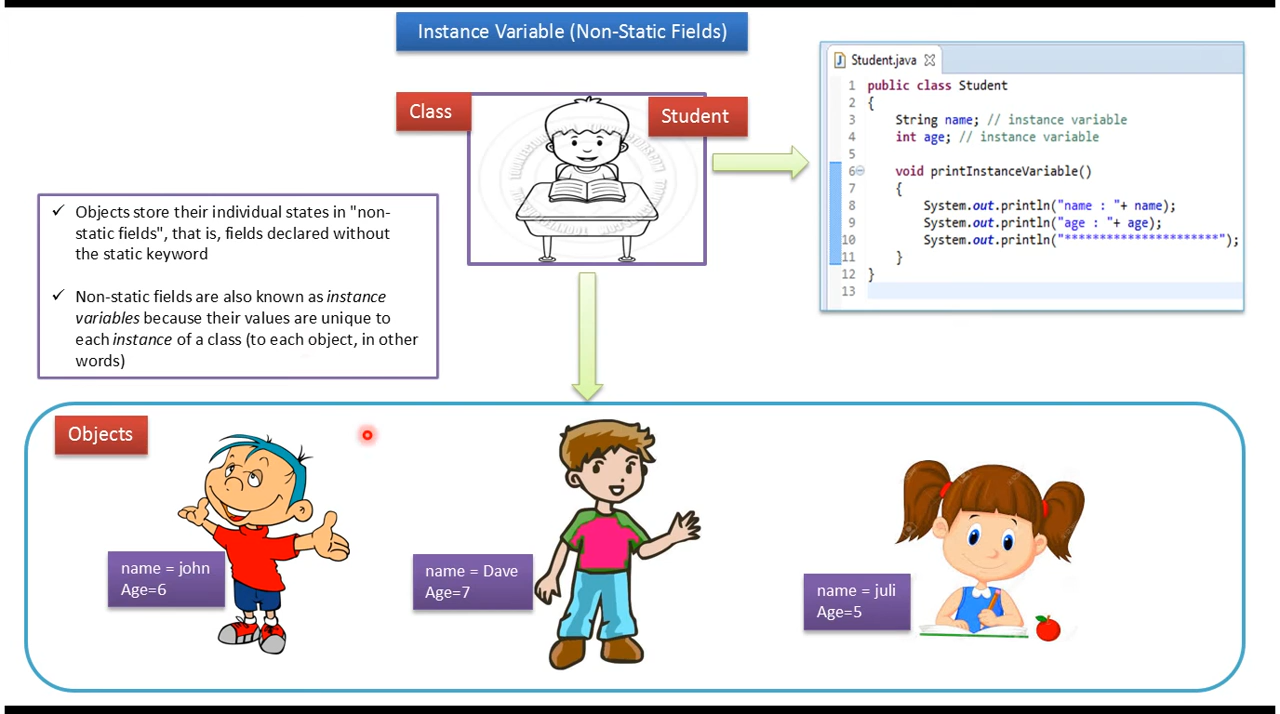 Instance Variable (Non-Static Fields)
Class
Student
Student.java
1 public class Student
2 {
3 String name; // instance variable
4 int age; // instance variable
5
6 void printInstanceVariable()
7 {
8 System.out.println("name : "+ name);
9 System.out.println("age : "+ age);
10 System.out.println("**********************");
11 }
12 }
13
✓ Objects store their individual states in "non-
static fields", that is, fields declared without
the static keyword
✓ Non-static fields are also known as instance
variables because their values are unique to
each instance of a class (to each object, in other
words)
Objects
name = john
Age=6
name = Dave
Age=7
name = juli
Age=5